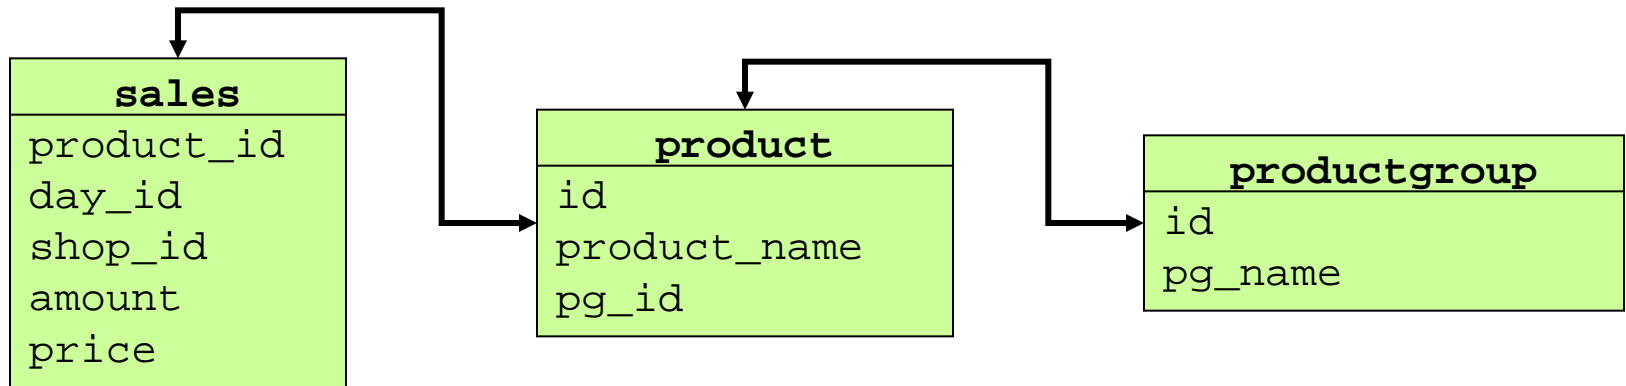 sales
product_id
day_id
shop_id
amount
price
product
id
product_name
pg_id
productgroup
id
pg_name